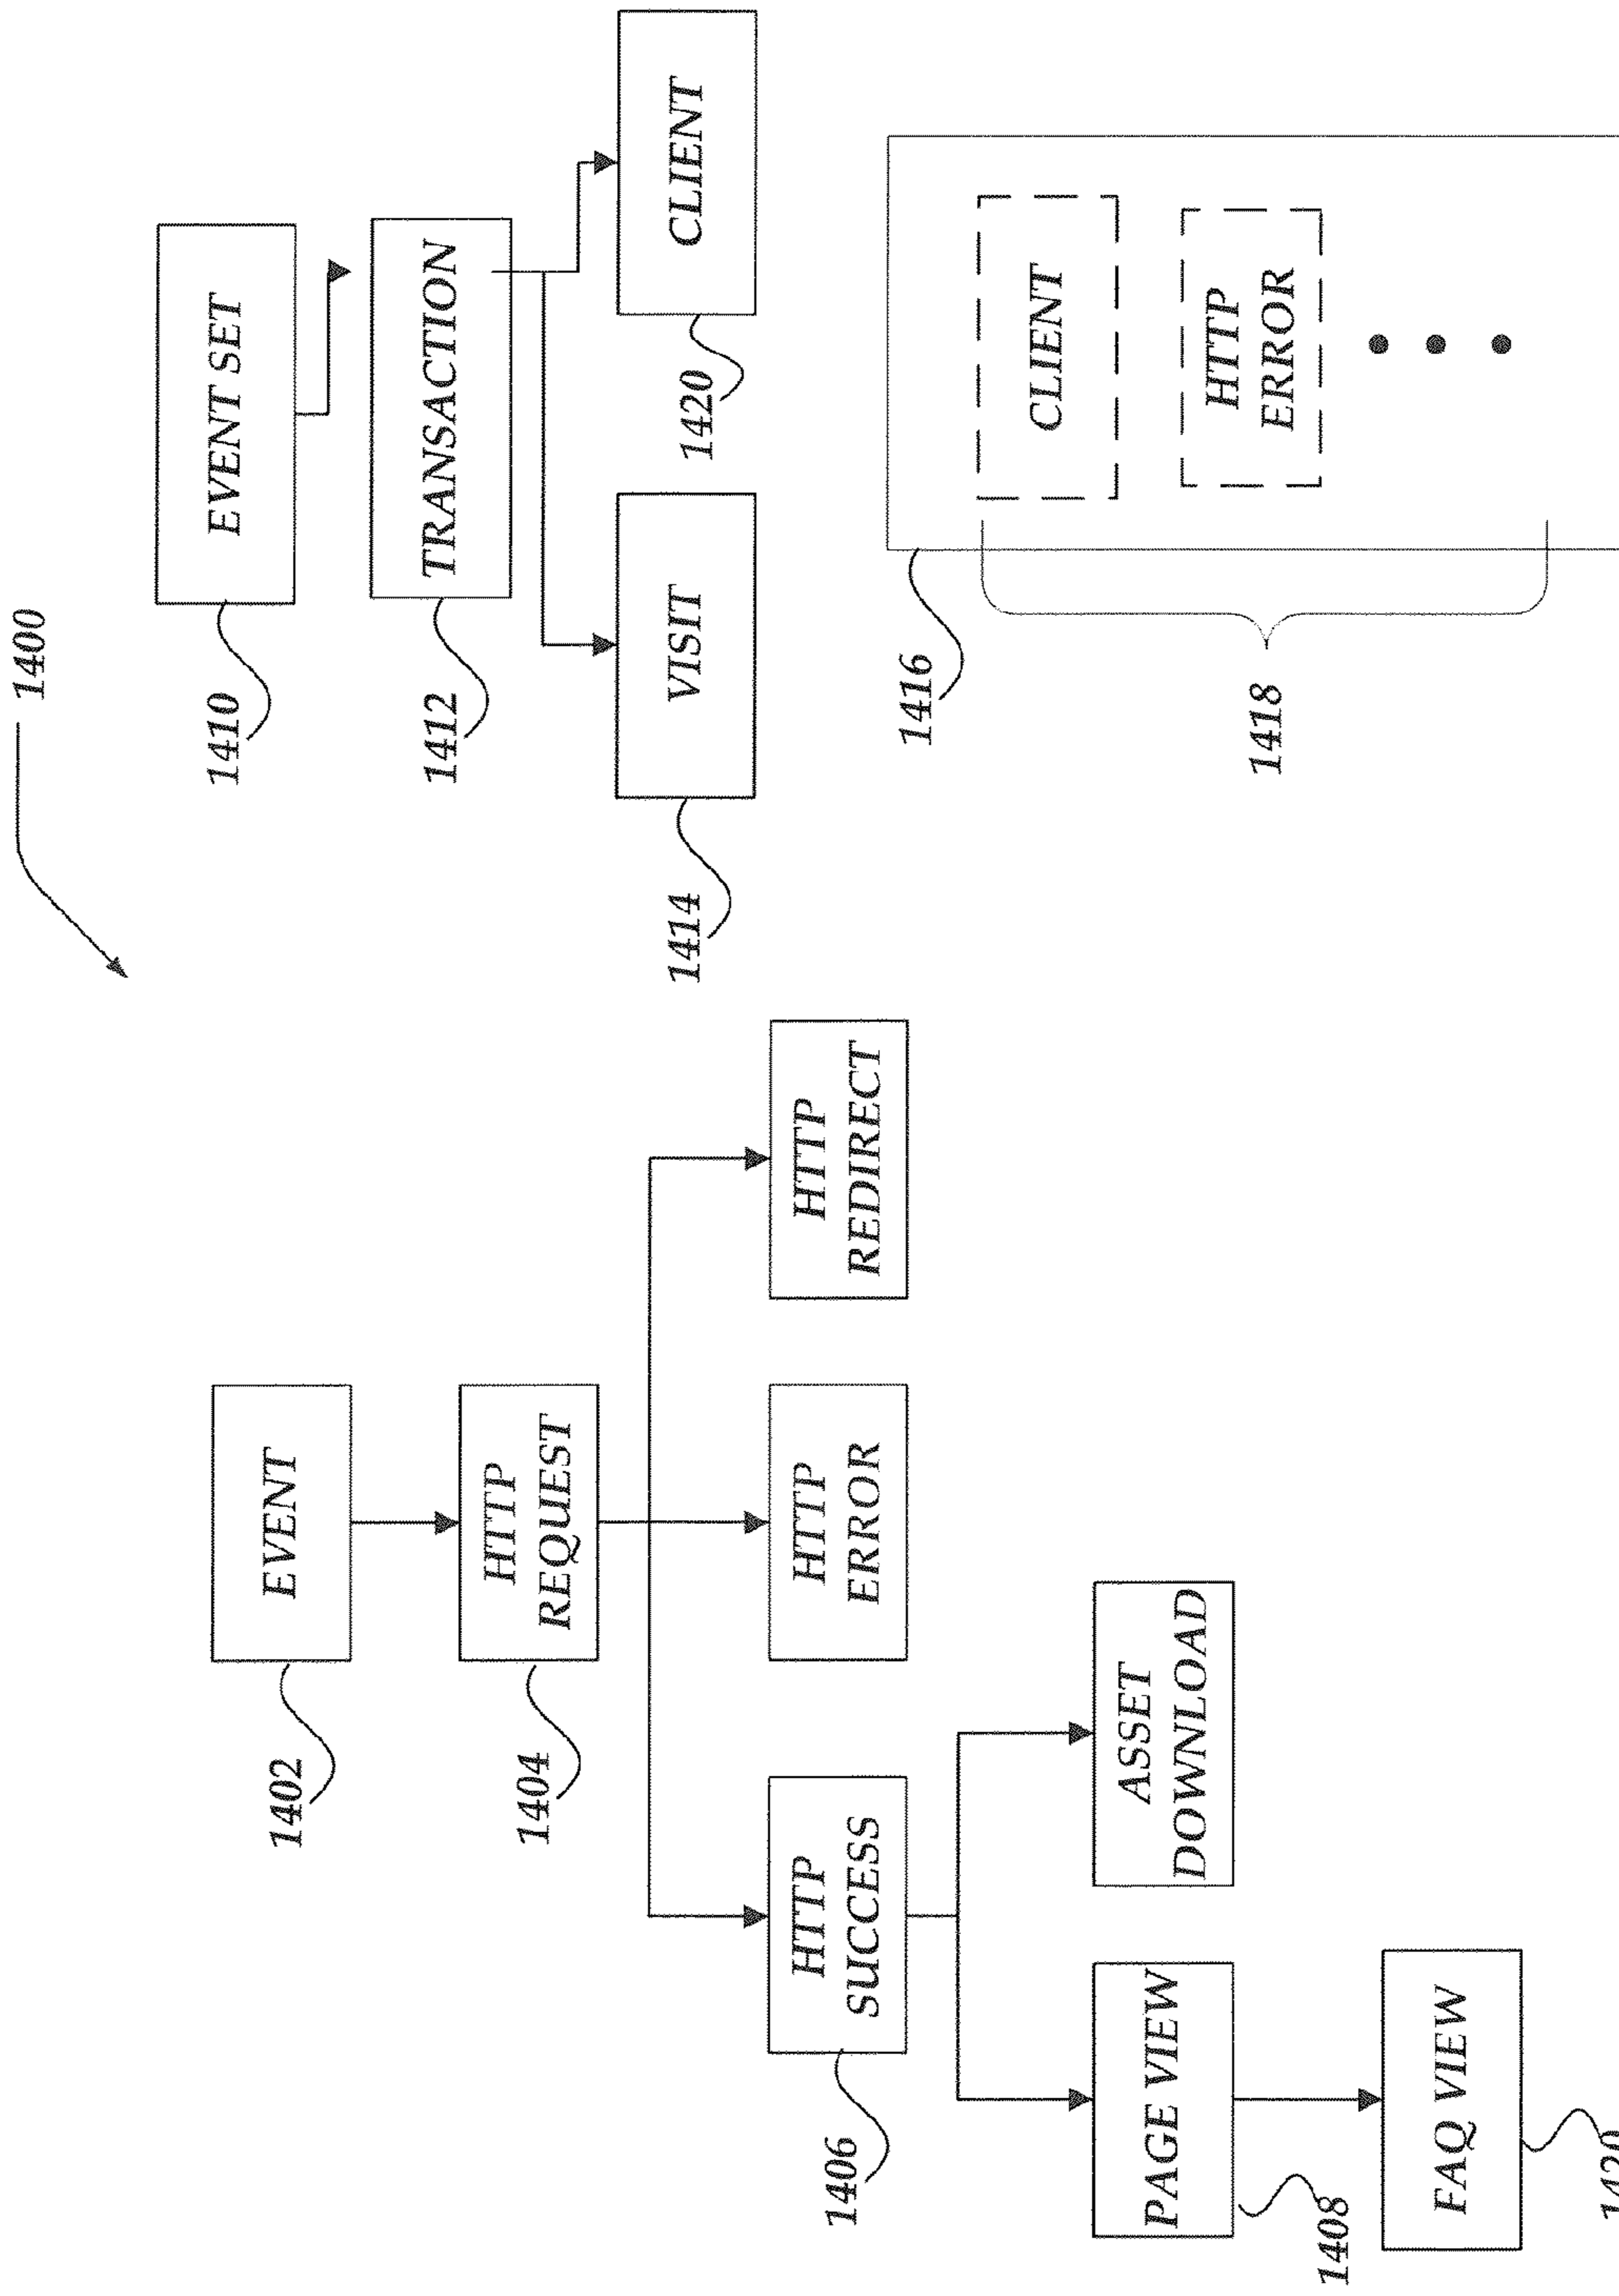 1400
EVENT
1402
HTTP
REQUEST
1404
HTTP
SUCCESS
1406
HTTP
ERROR
HTTP
REDIRECT
PAGE VIEW
1408
ASSET
DOWNLOAD
FAQ VIEW
1410
EVENT SET
1412
TRANSACTION
1414
VISIT
1420
CLIENT
1416
CLIENT
HTTP
ERROR
1418